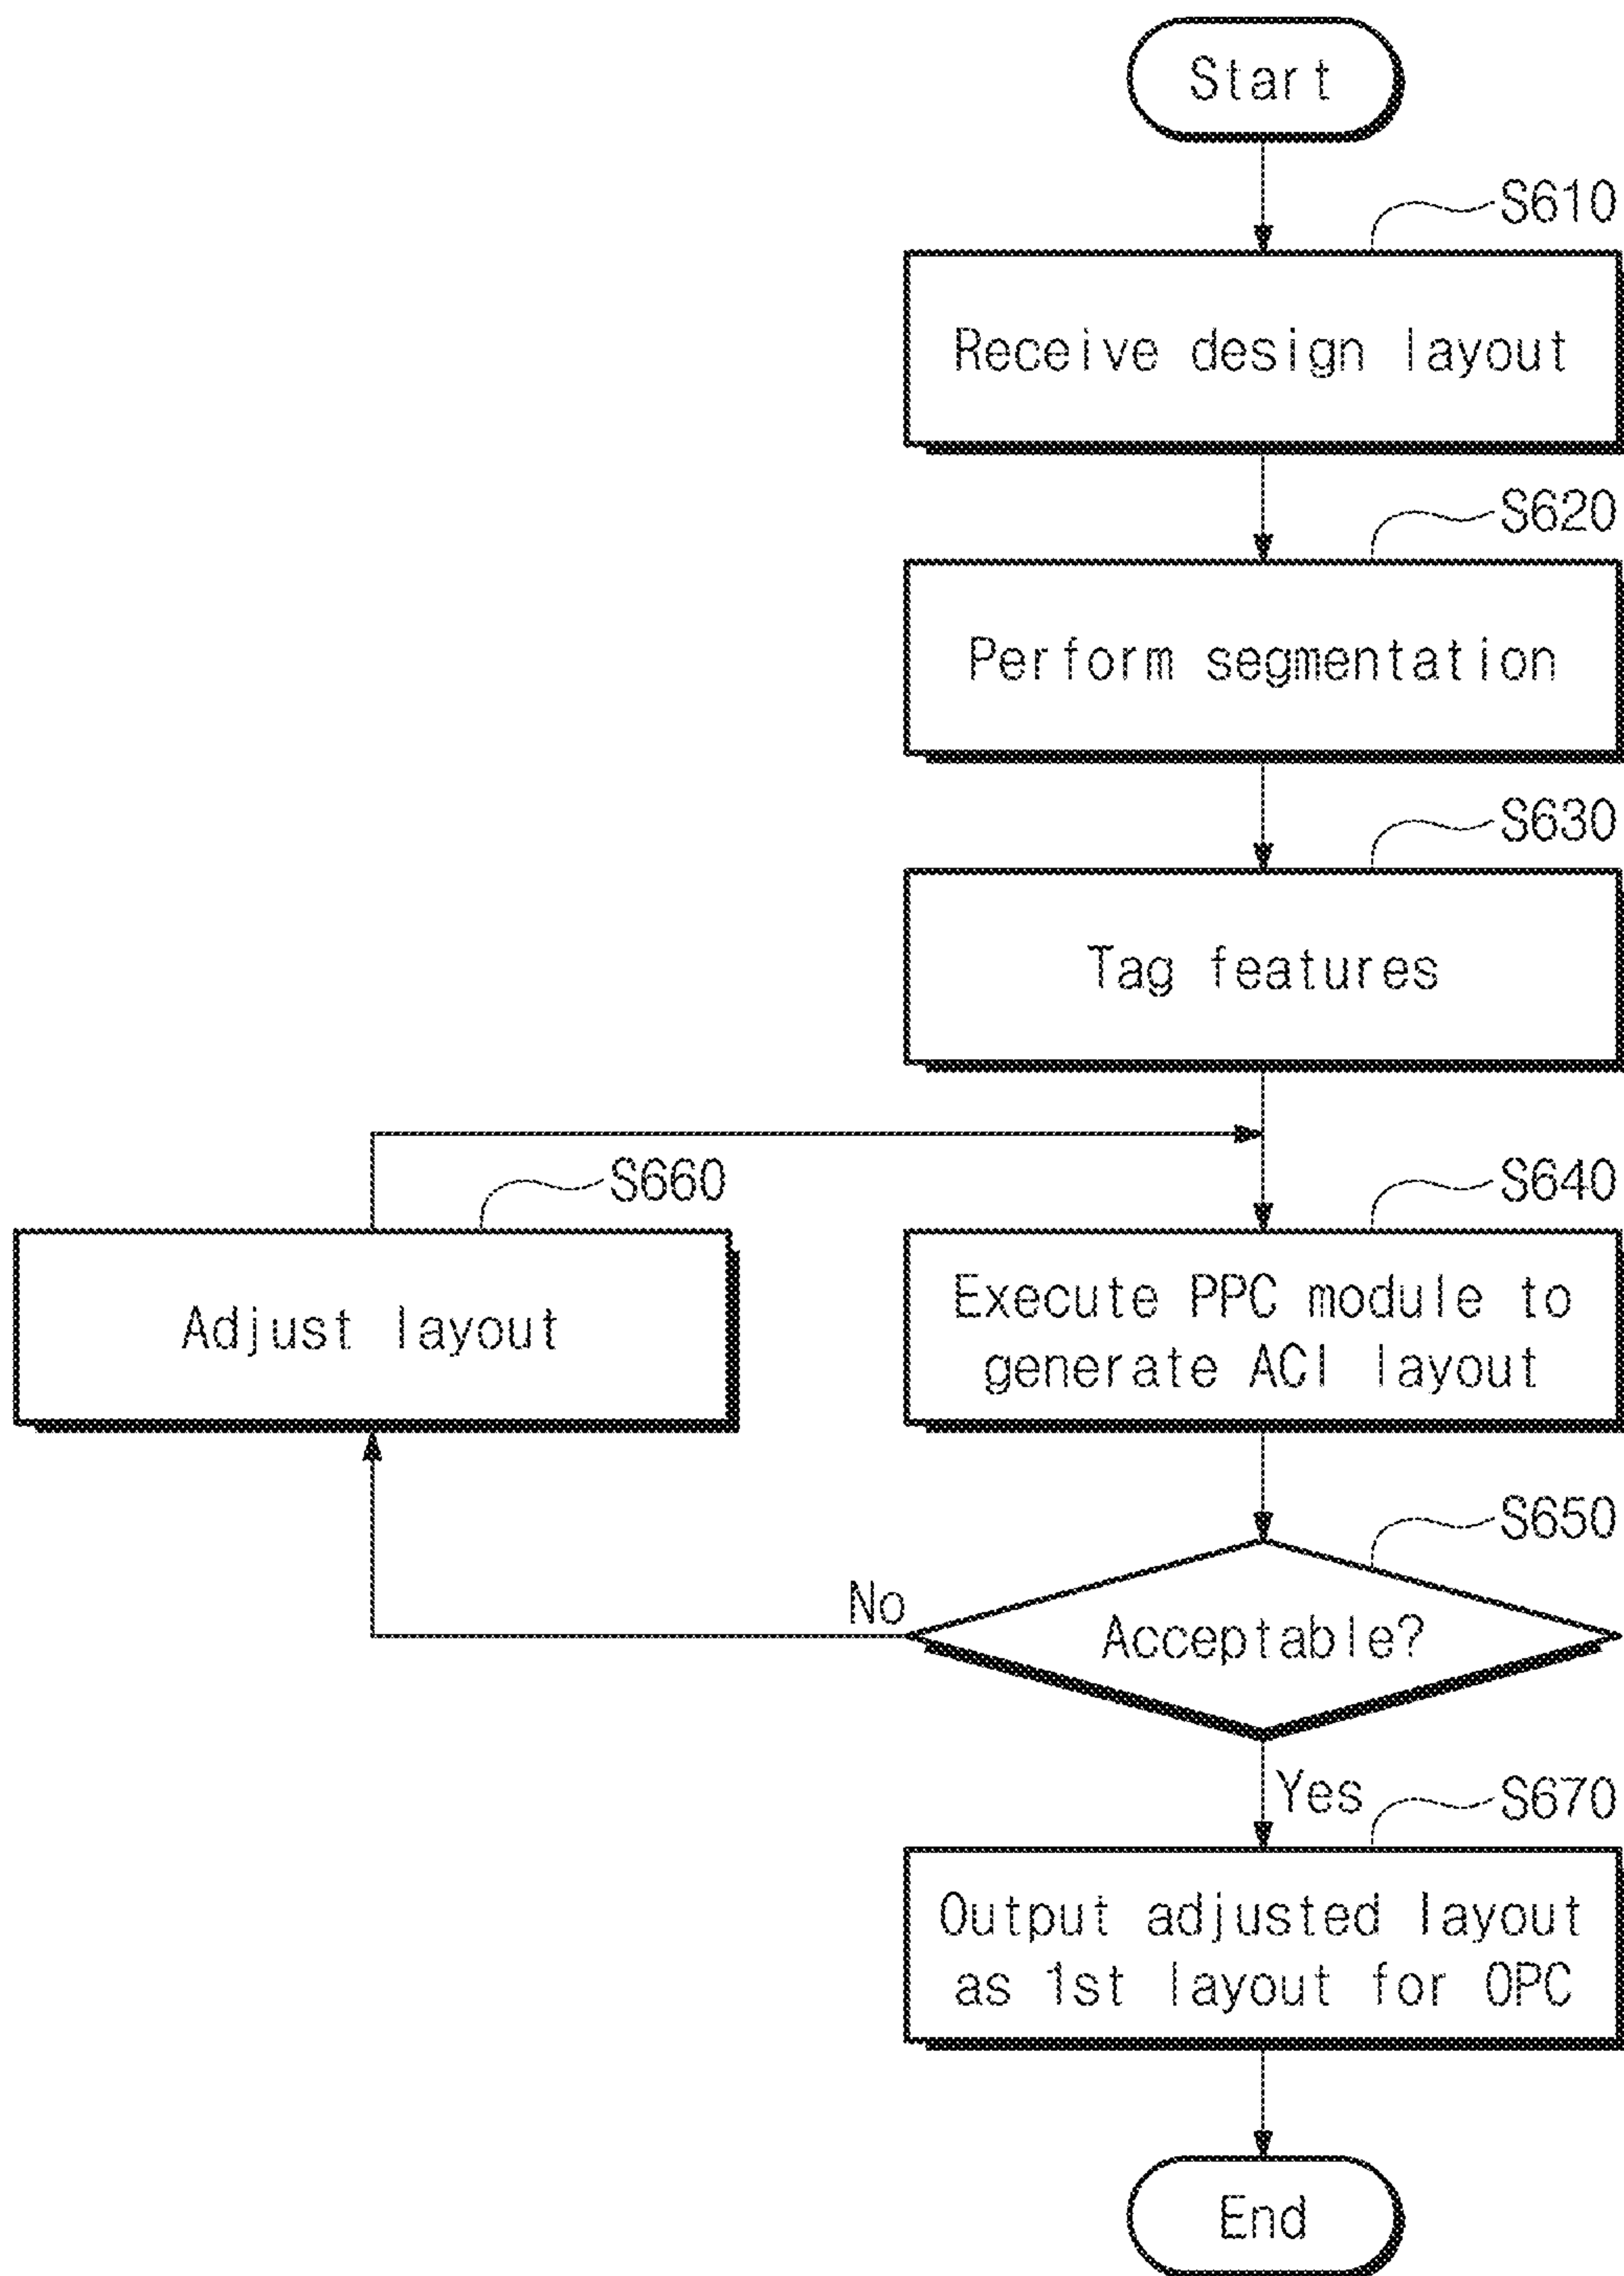 Start
S610
Receive design layout
S620
Perform segmentation
S630
Tag features
S660
S640
Adjust layout
Execute PPC module to
generate ACI layout
S650
No
Acceptable?
Yes
S670
Output adjusted layout
as 1st layout for OPC
End